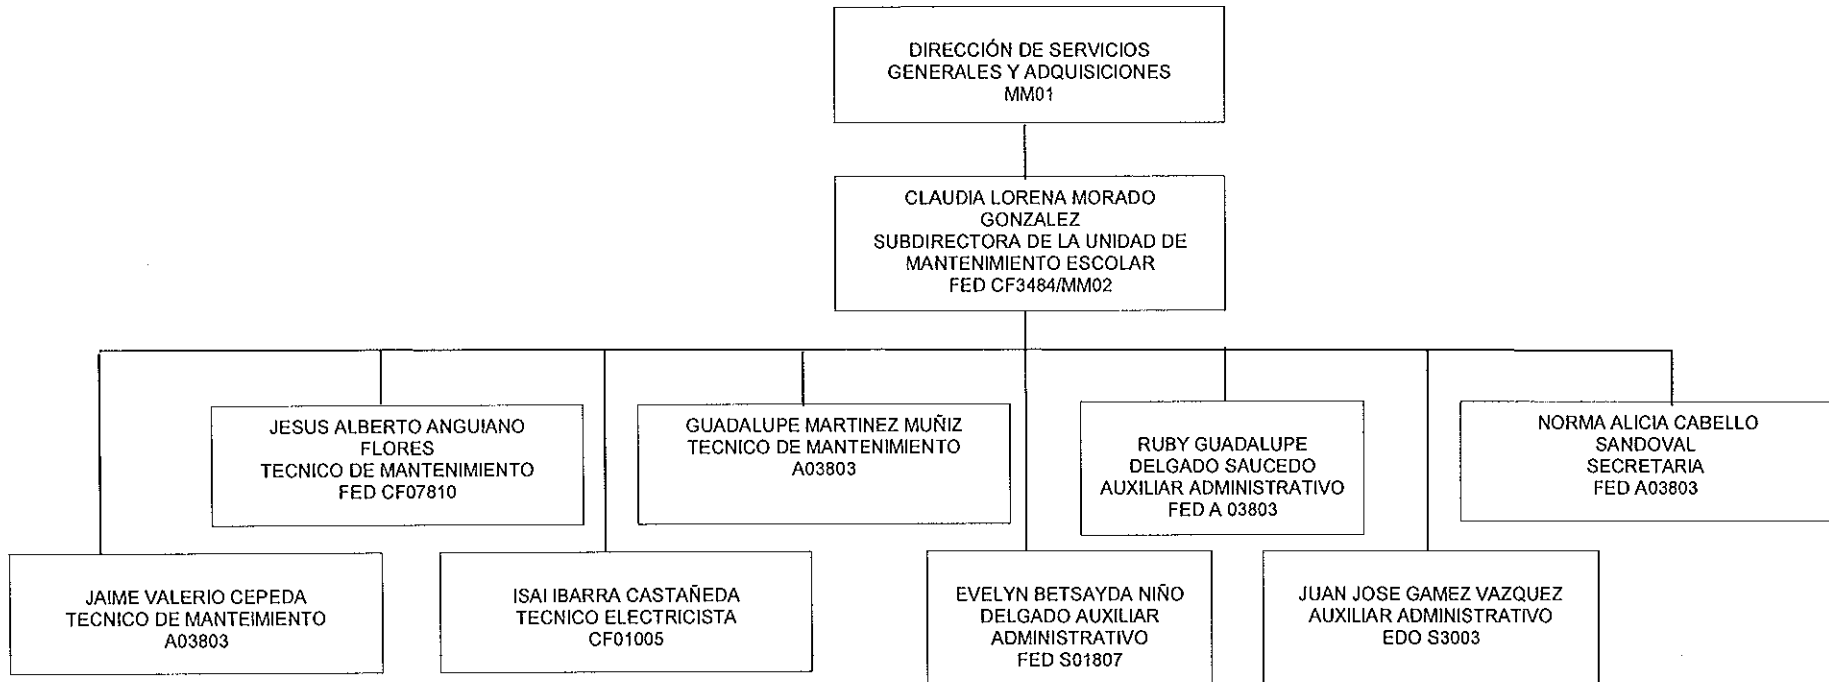 DIRECCIÓN DE SERVICIOS
GENERALES Y ADQUISICIONES
MM01
CLAUDIA LORENA MORADO
GONZALEZ
SUBDIRECTORA DE LA UNIDAD DE
MANTENIMIENTO ESCOLAR
FED CF3484/MM02
JESUS ALBERTO ANGUIANO
FLORES
TECNICO DE MANTENIMIENTO
FED CF07810
GUADALUPE MARTINEZ MUÑIZ
TECNICO DE MANTENIMIENTO
A03803
RUBY GUADALUPE
DELGADO SAUCEDO
AUXILIAR ADMINISTRATIVO
FED A 03803
NORMA ALICIA CABELLO
SANDOVAL
SECRETARIA
FED A03803
JAIME VALERIO CEPEDA
TECNICO DE MANTEIMIENTO
A03803
ISAI IBARRA CASTAÑEDA
TECNICO ELECTRICISTA
CF01005
EVELYN BETSAYDA NIÑO
DELGADO AUXILIAR
ADMINISTRATIVO
FED S01807
JUAN JOSE GAMEZ VAZQUEZ
AUXILIAR ADMINISTRATIVO
EDO S3003